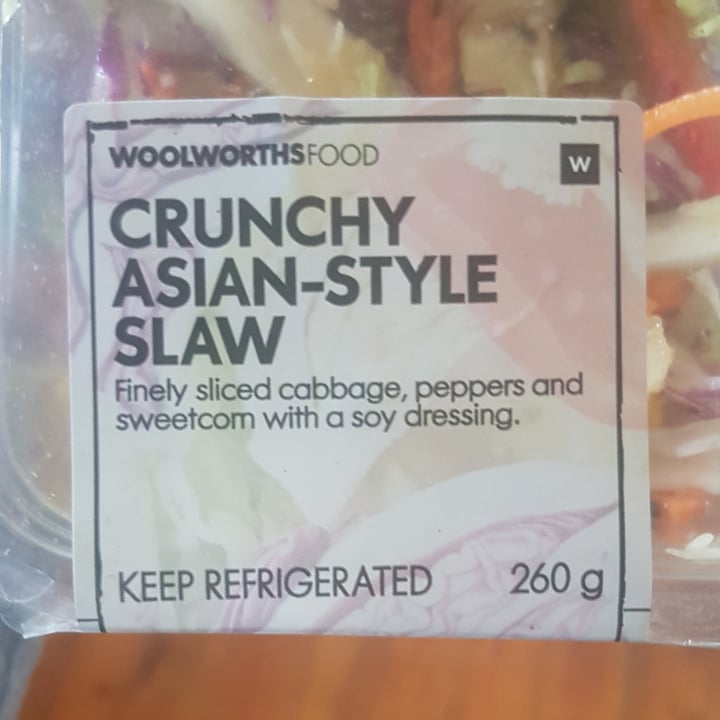 WOOLWORTHSFOOD
W
CRUNCHY
ASIAN-STYLE
SLAW
Finely sliced cabbage, peppers and
sweetcorn with a soy dressing.
KEEP REFRIGERATED 260 g